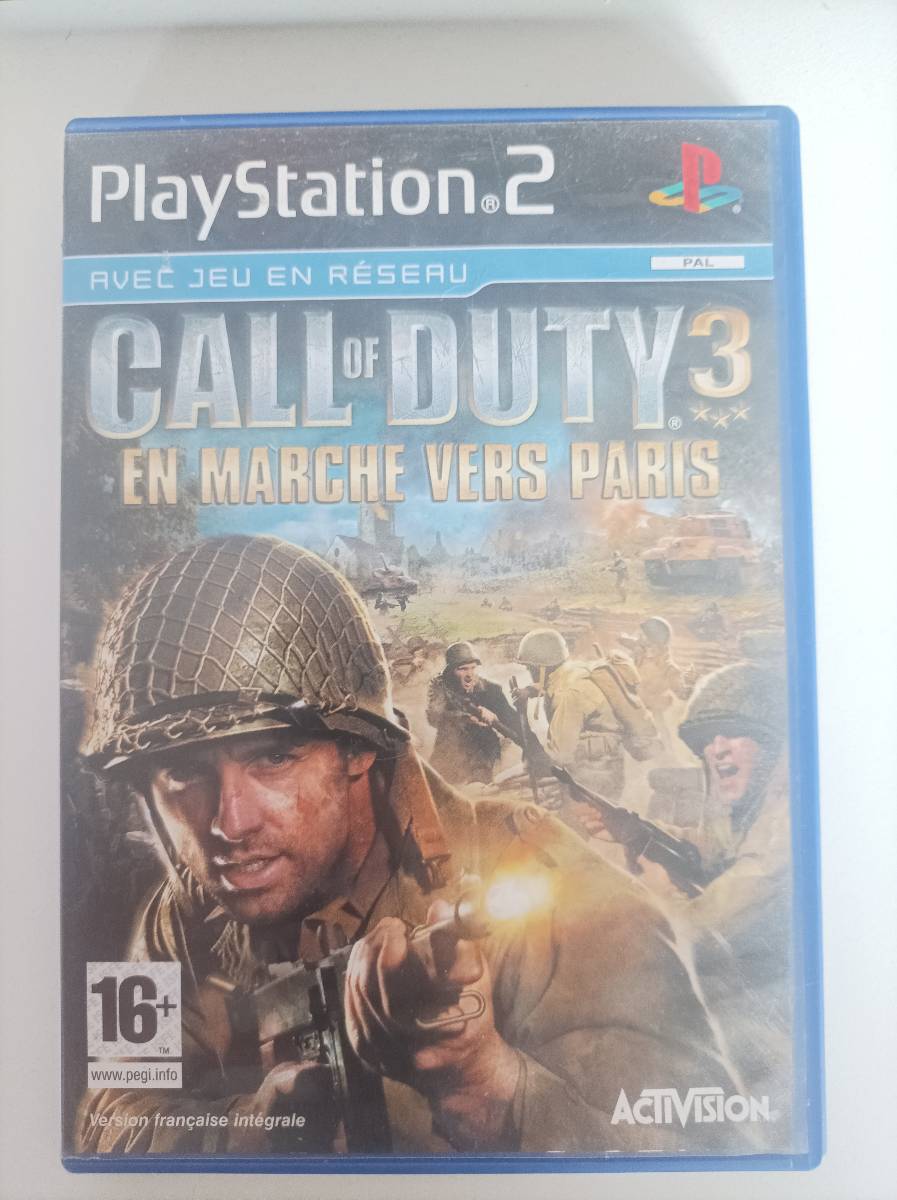 PlayStation®2
AVEC JEU EN RÉSEAU
PAL
CALL OF DUTY® 3
EN MARCHE VERS PARIS
16+
™
www.pegi.info
Version française intégrale
ACTIVISION